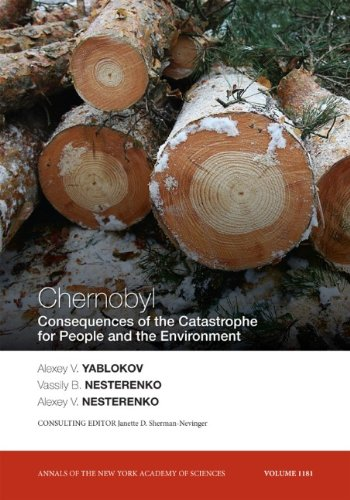 Chernobyl
Consequences of the Catastrophe
for People and the Environment
Alexey V. YABLOKOV
Vassily B. NESTERENKO
Alexey V. NESTERENKO
CONSULTING EDITOR Janette D. Sherman-Nevinger
ANNALS OF THE NEW YORK ACADEMY OF SCIENCES VOLUME 1181